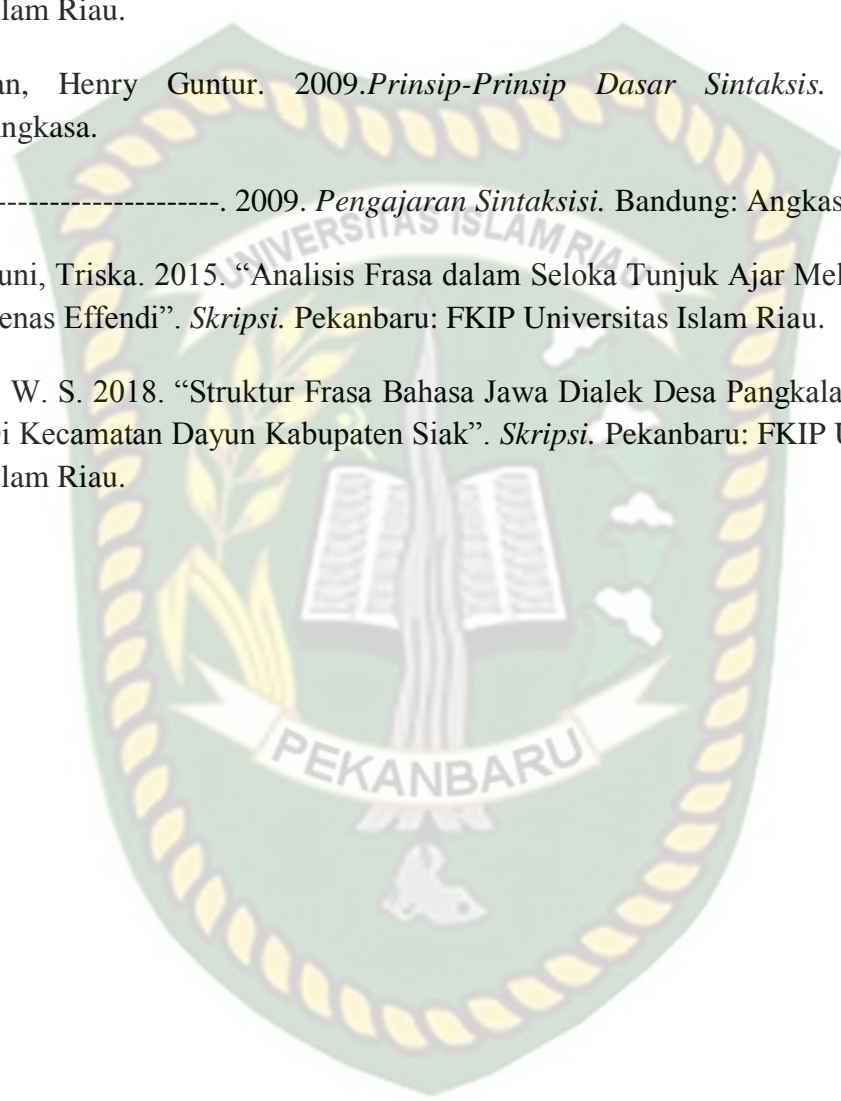 lam Riau.
an, Henry Guntur. 2009.Prinsip-Prinsip Dasar Sintaksis.
ngkasa.
---------------------. 2009. Pengajaran Sintaksisi. Bandung: Angkas
uni, Triska. 2015. “Analisis Frasa dalam Seloka Tunjuk Ajar Mel
enas Effendi”. Skripsi. Pekanbaru: FKIP Universitas Islam Riau.
W. S. 2018. “Struktur Frasa Bahasa Jawa Dialek Desa Pangkala
i Kecamatan Dayun Kabupaten Siak”. Skripsi. Pekanbaru: FKIP U
lam Riau.
UNIVERSITAS ISLAM RIAU
PEKANBARU